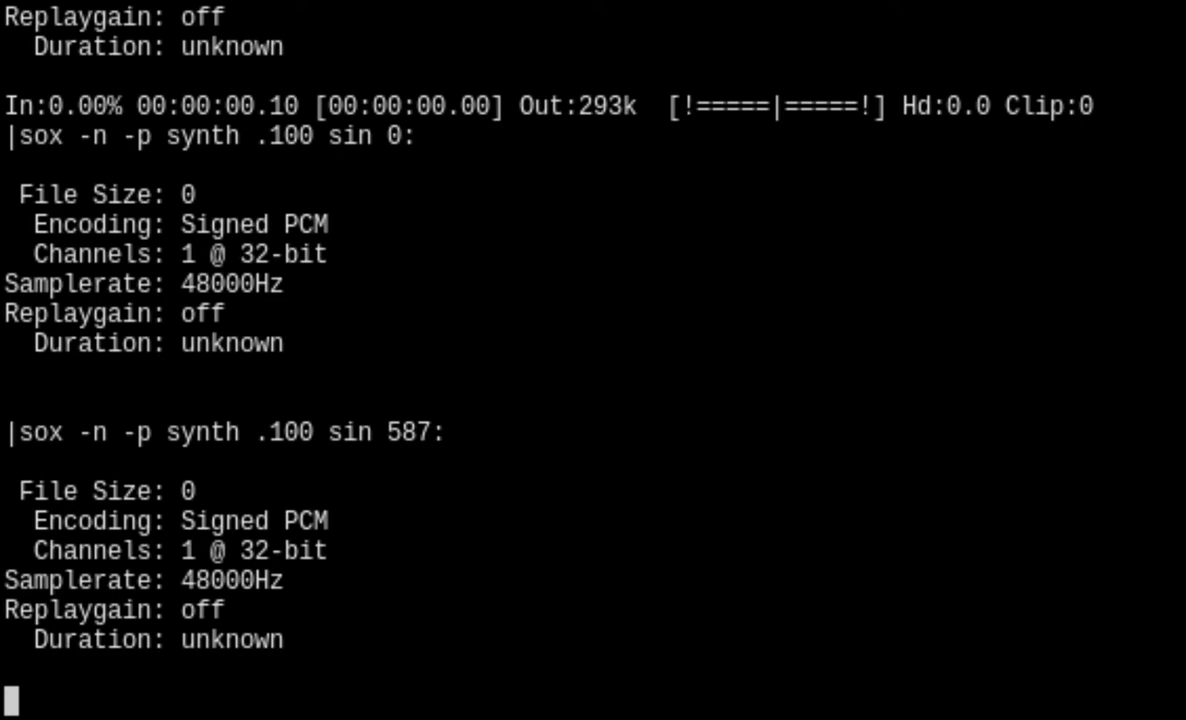 Replaygain: off
  Duration: unknown

In:0.00% 00:00:00.10 [00:00:00.00] Out:293k  [!=====|=====!] Hd:0.0 Clip:0
|sox -n -p synth .100 sin 0:

 File Size: 0
  Encoding: Signed PCM
  Channels: 1 @ 32-bit
Samplerate: 48000Hz
Replaygain: off
  Duration: unknown

|sox -n -p synth .100 sin 587:

 File Size: 0
  Encoding: Signed PCM
  Channels: 1 @ 32-bit
Samplerate: 48000Hz
Replaygain: off
  Duration: unknown